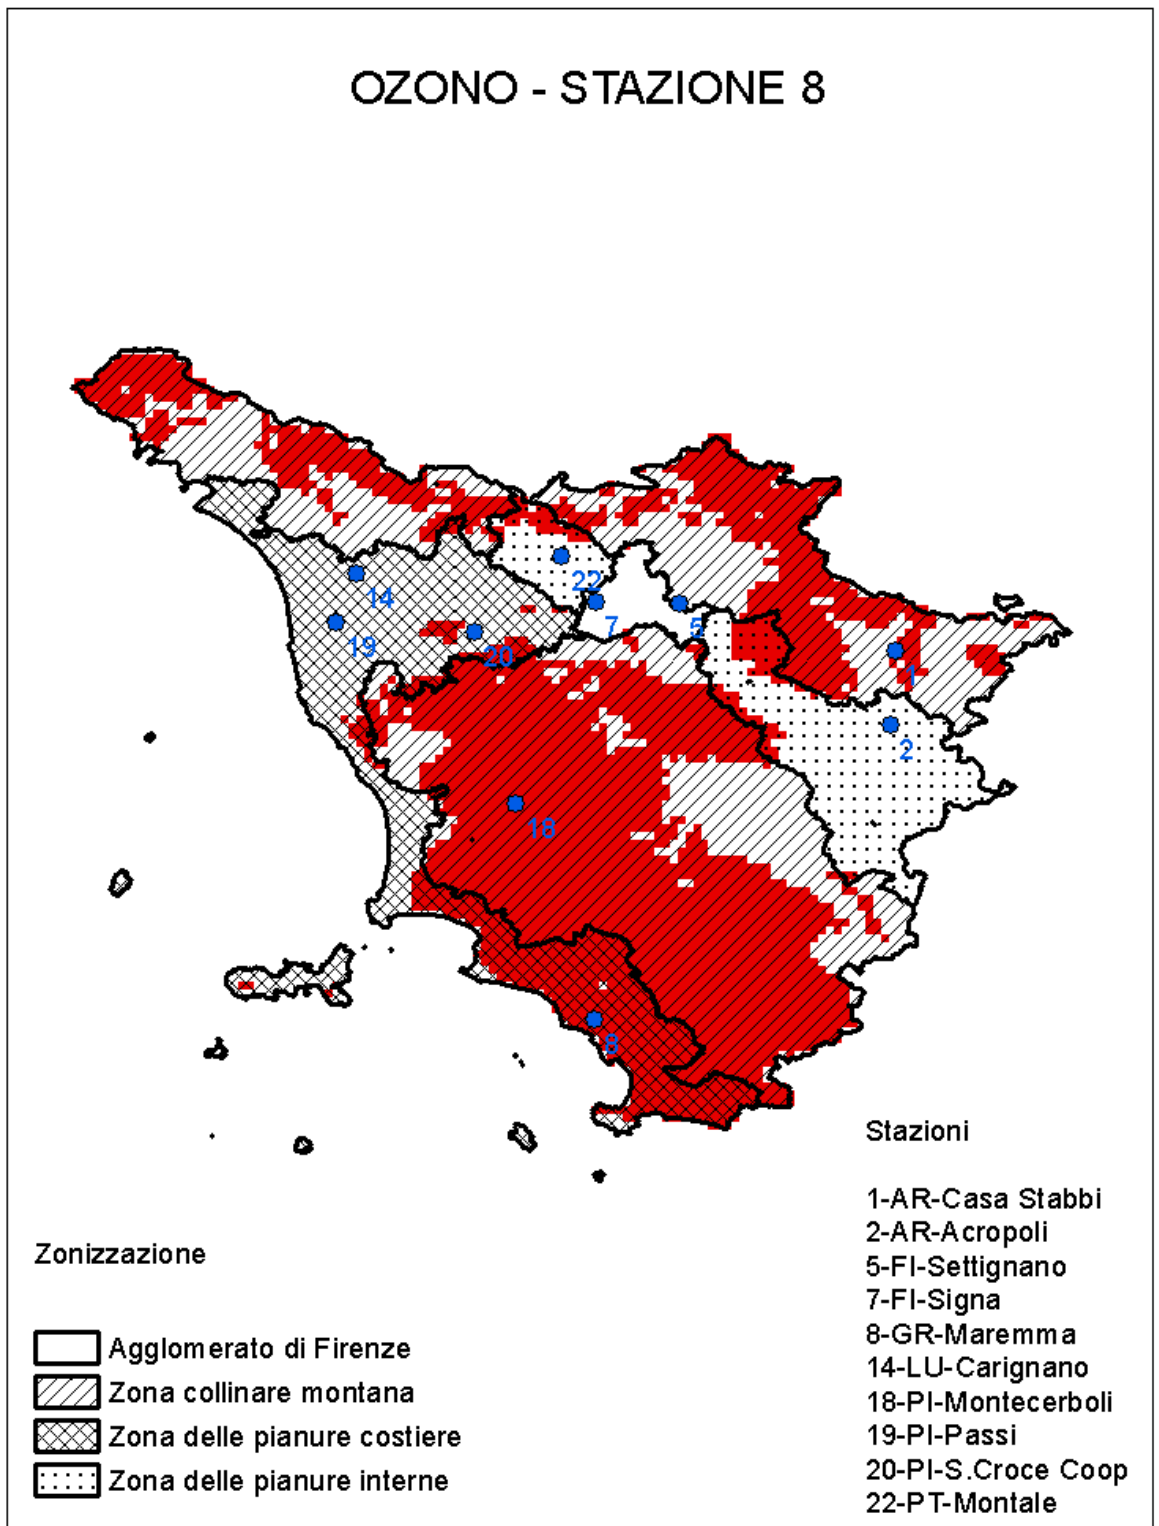 OZONO - STAZIONE 8
22
14
7
5
19
20
1
2
18
8
Stazioni
1-AR-Casa Stabbi
2-AR-Acropoli
5-FI-Settignano
7-FI-Signa
8-GR-Maremma
14-LU-Carignano
18-PI-Montecerboli
19-PI-Passi
20-PI-S.Croce Coop
22-PT-Montale
Zonizzazione
Agglomerato di Firenze
Zona collinare montana
Zona delle pianure costiere
Zona delle pianure interne